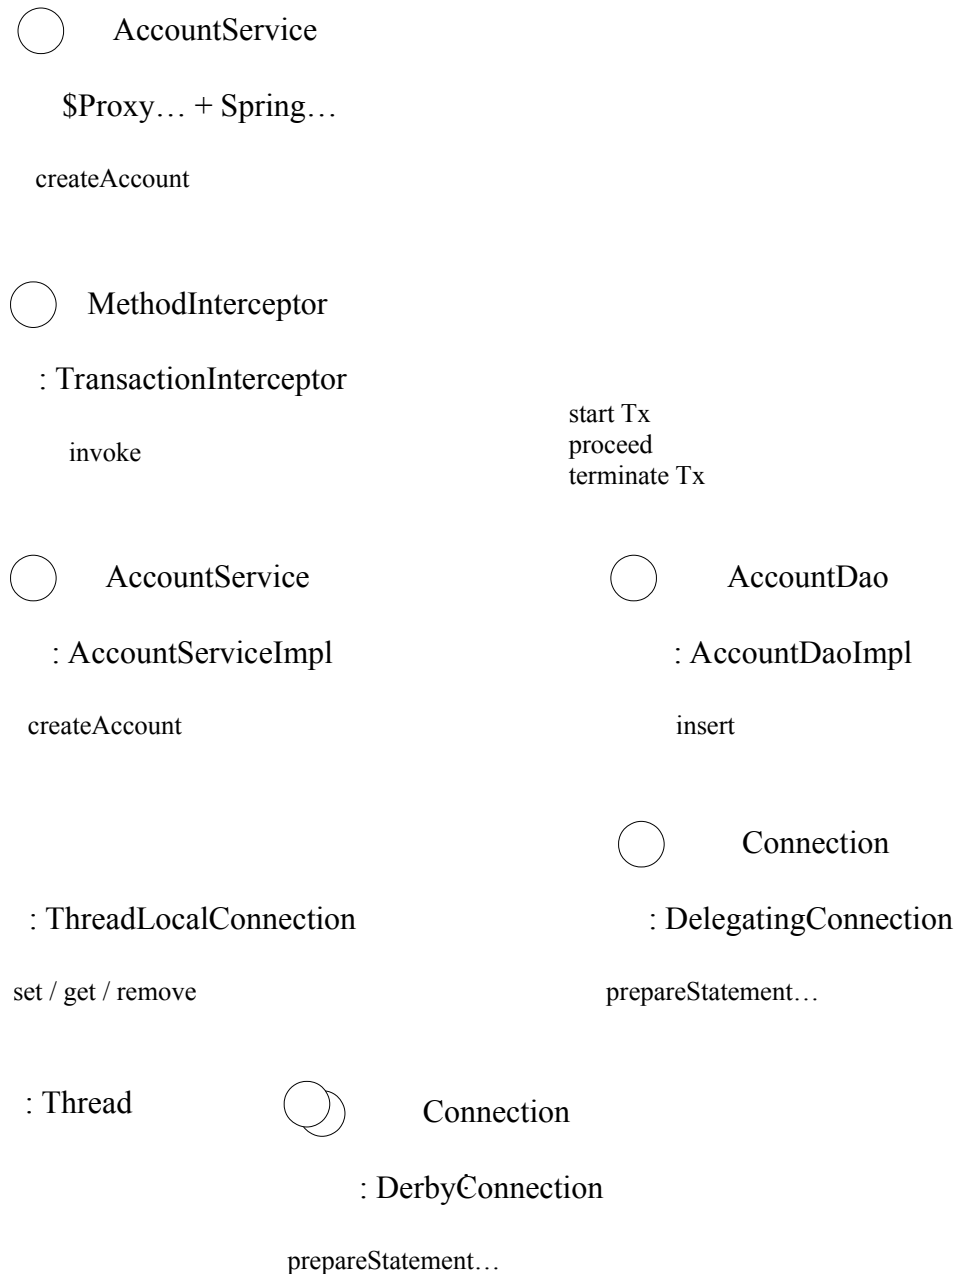 AccountService
$Proxy… + Spring…
createAccount
MethodInterceptor
: TransactionInterceptor
invoke
start Tx
proceed
terminate Tx
AccountService
: AccountServiceImpl
createAccount
AccountDao
: AccountDaoImpl
insert
Connection
: DelegatingConnection
prepareStatement…
: ThreadLocalConnection
set / get / remove
: Thread
Connection
: DerbyConnection
prepareStatement…